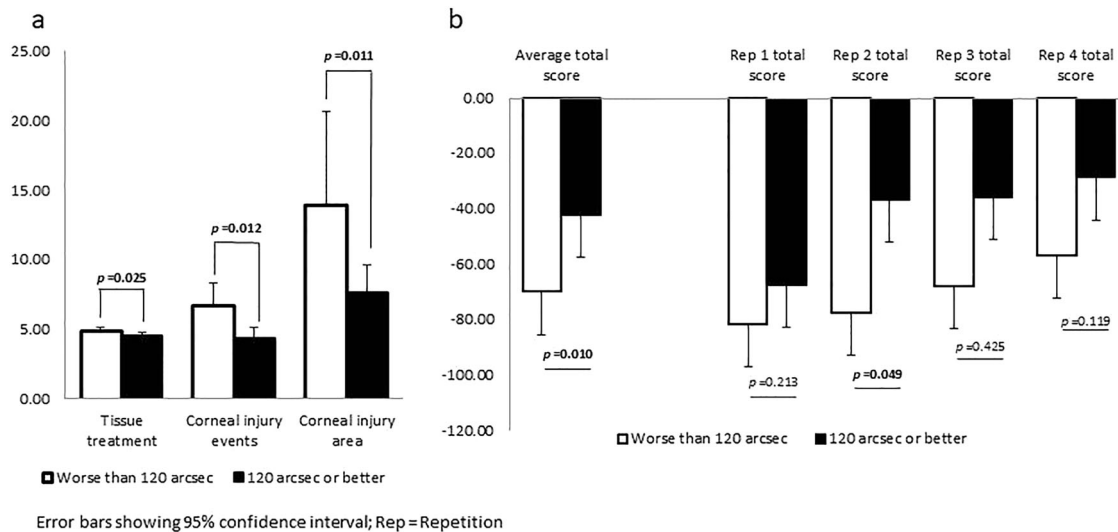 a
25.00
20.00
15.00
10.00
5.00
0.00
p =0.025
p =0.012
p =0.011
Tissue
treatment
Corneal injury
events
Corneal injury
area
Worse than 120 arcsec
120 arcsec or better
b
Average total
score
Rep 1 total
score
Rep 2 total
score
Rep 3 total
score
Rep 4 total
score
0.00
-20.00
-40.00
-60.00
-80.00
-100.00
-120.00
p =0.010
p =0.213
p =0.049
p =0.425
p =0.119
Worse than 120 arcsec
120 arcsec or better
Error bars showing 95% confidence interval; Rep = Repetition